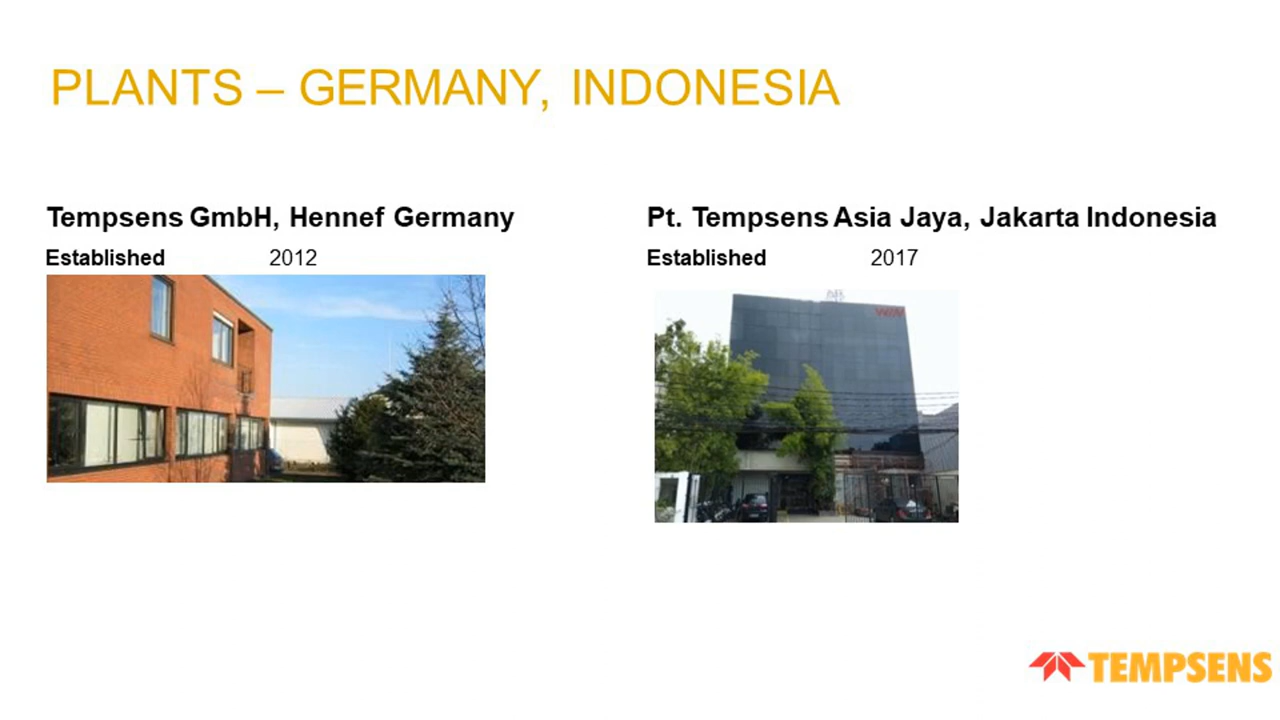 PLANTS – GERMANY, INDONESIA
Tempsens GmbH, Hennef Germany
Established 2012
Pt. Tempsens Asia Jaya, Jakarta Indonesia
Established 2017
TEMPSENS